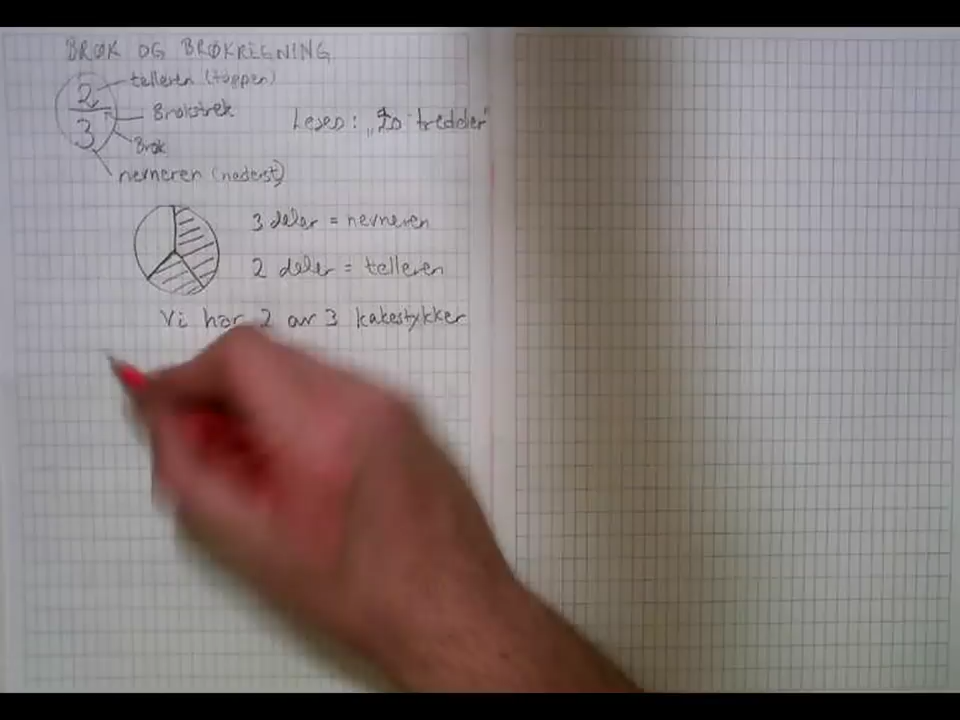 BRØK OG BRØKREGNING
2 telleren (toppen)
Brøkstrek
3 Leses: „To tredeler"
Brøk
nevneren (nederst)
3 deler = nevneren
2 deler = telleren
Vi har 2 av 3 kakestykker